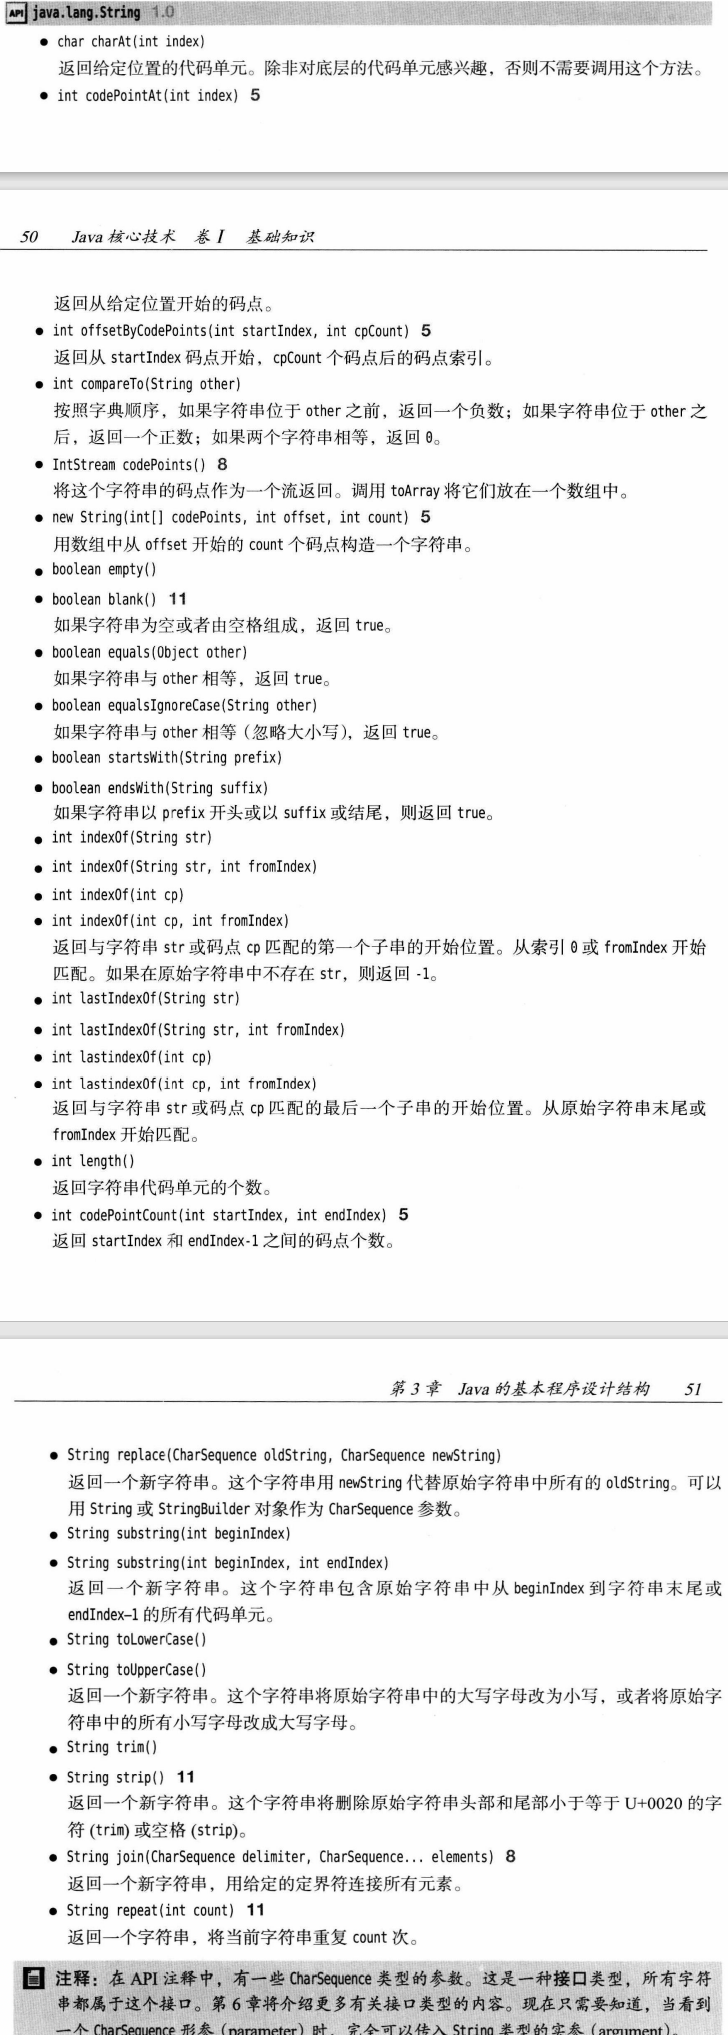 API java.lang.String 1.0
● char charAt(int index)
返回给定位置的代码单元。除非对底层的代码单元感兴趣，否则不需要调用这个方法。
● int codePointAt(int index) 5
50 Java 核心技术 卷 I 基础知识
返回从给定位置开始的码点。
● int offsetByCodePoints(int startIndex, int cpCount) 5
返回从 startIndex 码点开始，cpCount 个码点后的码点索引。
● int compareTo(String other)
按照字典顺序，如果字符串位于 other 之前，返回一个负数；如果字符串位于 other 之
后，返回一个正数；如果两个字符串相等，返回 0。
● IntStream codePoints() 8
将这个字符串的码点作为一个流返回。调用 toArray 将它们放在一个数组中。
● new String(int[] codePoints, int offset, int count) 5
用数组中从 offset 开始的 count 个码点构造一个字符串。
● boolean empty()
● boolean blank() 11
如果字符串为空或者由空格组成，返回 true。
● boolean equals(Object other)
如果字符串与 other 相等，返回 true。
● boolean equalsIgnoreCase(String other)
如果字符串与 other 相等（忽略大小写），返回 true。
● boolean startsWith(String prefix)
● boolean endsWith(String suffix)
如果字符串以 prefix 开头或以 suffix 或结尾，则返回 true。
● int indexOf(String str)
● int indexOf(String str, int fromIndex)
● int indexOf(int cp)
● int indexOf(int cp, int fromIndex)
返回与字符串 str 或码点 cp 匹配的第一个子串的开始位置。从索引 0 或 fromIndex 开始
匹配。如果在原始字符串中不存在 str，则返回 -1。
● int lastIndexOf(String str)
● int lastIndexOf(String str, int fromIndex)
● int lastindexOf(int cp)
● int lastindexOf(int cp, int fromIndex)
返回与字符串 str 或码点 cp 匹配的最后一个子串的开始位置。从原始字符串末尾或
fromIndex 开始匹配。
● int length()
返回字符串代码单元的个数。
● int codePointCount(int startIndex, int endIndex) 5
返回 startIndex 和 endIndex-1 之间的码点个数。
第 3 章 Java 的基本程序设计结构 51
● String replace(CharSequence oldString, CharSequence newString)
返回一个新字符串。这个字符串用 newString 代替原始字符串中所有的 oldString。可以
用 String 或 StringBuilder 对象作为 CharSequence 参数。
● String substring(int beginIndex)
● String substring(int beginIndex, int endIndex)
返回一个新字符串。这个字符串包含原始字符串中从 beginIndex 到字符串末尾或
endIndex–1 的所有代码单元。
● String toLowerCase()
● String toUpperCase()
返回一个新字符串。这个字符串将原始字符串中的大写字母改为小写，或者将原始字
符串中的所有小写字母改成大写字母。
● String trim()
● String strip() 11
返回一个新字符串。这个字符串将删除原始字符串头部和尾部小于等于 U+0020 的字
符 (trim) 或空格 (strip)。
● String join(CharSequence delimiter, CharSequence... elements) 8
返回一个新字符串，用给定的定界符连接所有元素。
● String repeat(int count) 11
返回一个字符串，将当前字符串重复 count 次。
注释：在 API 注释中，有一些 CharSequence 类型的参数。这是一种接口类型，所有字符
串都属于这个接口。第 6 章将介绍更多有关接口类型的内容。现在只需要知道，当看到
一个 CharSequence 形参（parameter）时，完全可以传入 String 类型的实参（argument）。